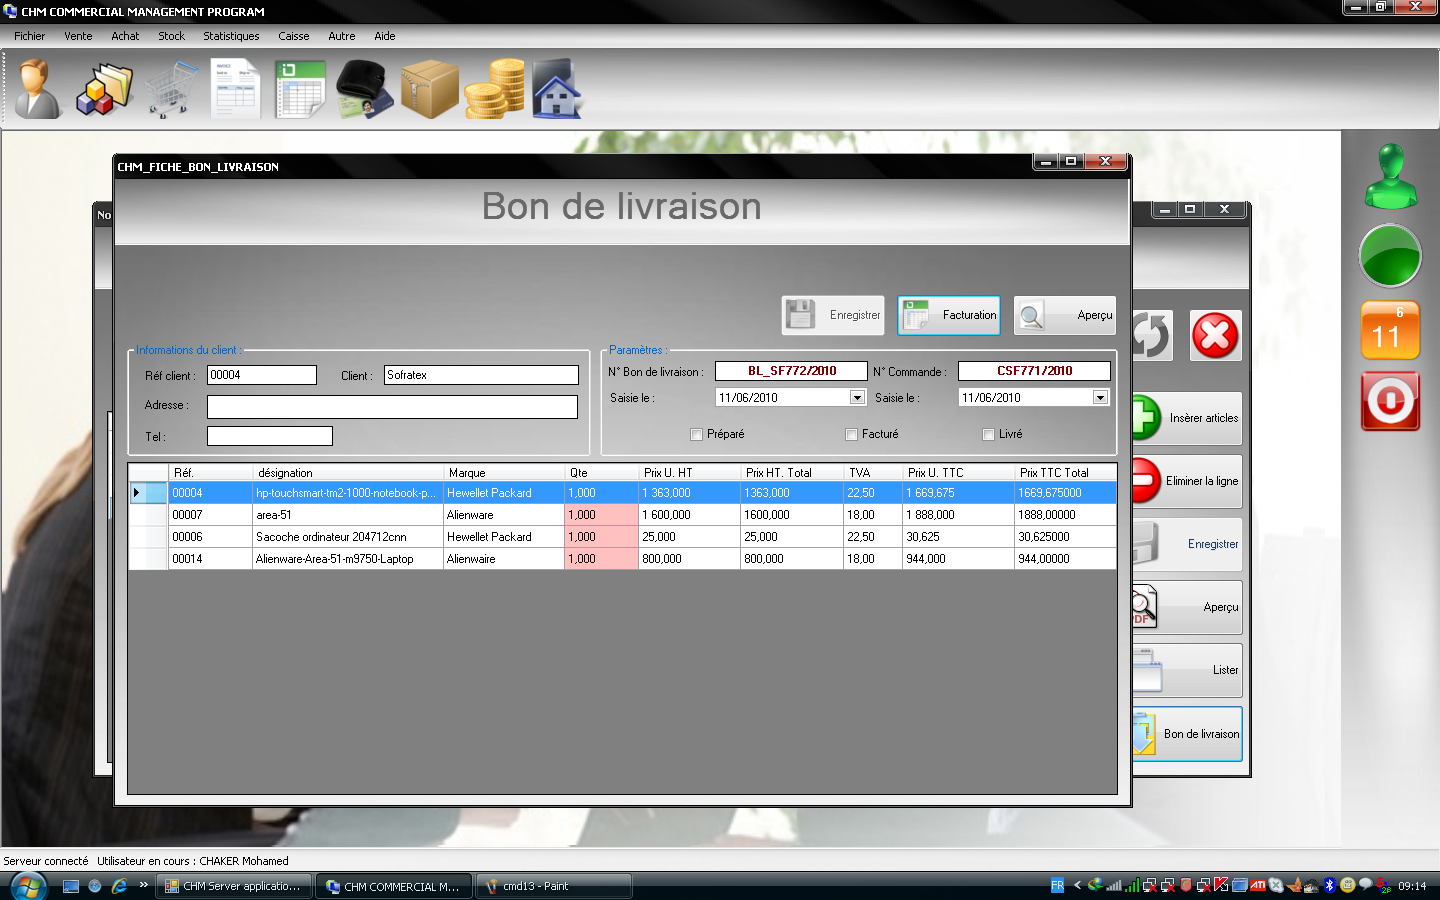 CHM COMMERCIAL MANAGEMENT PROGRAM
Fichier Vente Achat Stock Statistiques Caisse Autre Aide
CHM_FICHE_BON_LIVRAISON
Bon de livraison
No
6
11
Enregistrer Facturation Aperçu
Informations du client :
Réf client : 00004 Client : Sofratex
Adresse :
Tel :
Paramètres :
N° Bon de livraison : BL_SF772/2010 N° Commande : CSF771/2010
Saisie le : 11/06/2010 Saisie le : 11/06/2010
Préparé Facturé Livré
Réf. désignation Marque Qte Prix U. HT Prix HT. Total TVA Prix U. TTC Prix TTC Total
00004 hp-touchsmart-tm2-1000-notebook-p... Hewellet Packard 1,000 1 363,000 1363,000 22,50 1 669,675 1669,675000
00007 area-51 Alienware 1,000 1 600,000 1600,000 18,00 1 888,000 1888,00000
00006 Sacoche ordinateur 204712cnn Hewellet Packard 1,000 25,000 25,000 22,50 30,625 30,625000
00014 Alienware-Area-51-m9750-Laptop Alienwaire 1,000 800,000 800,000 18,00 944,000 944,00000
Insèrer articles
Eliminer la ligne
Enregistrer
Aperçu
Lister
Bon de livraison
Serveur connecté Utilisateur en cours : CHAKER Mohamed
CHM Server applicatio... CHM COMMERCIAL M... cmd13 - Paint FR ATI 09:14